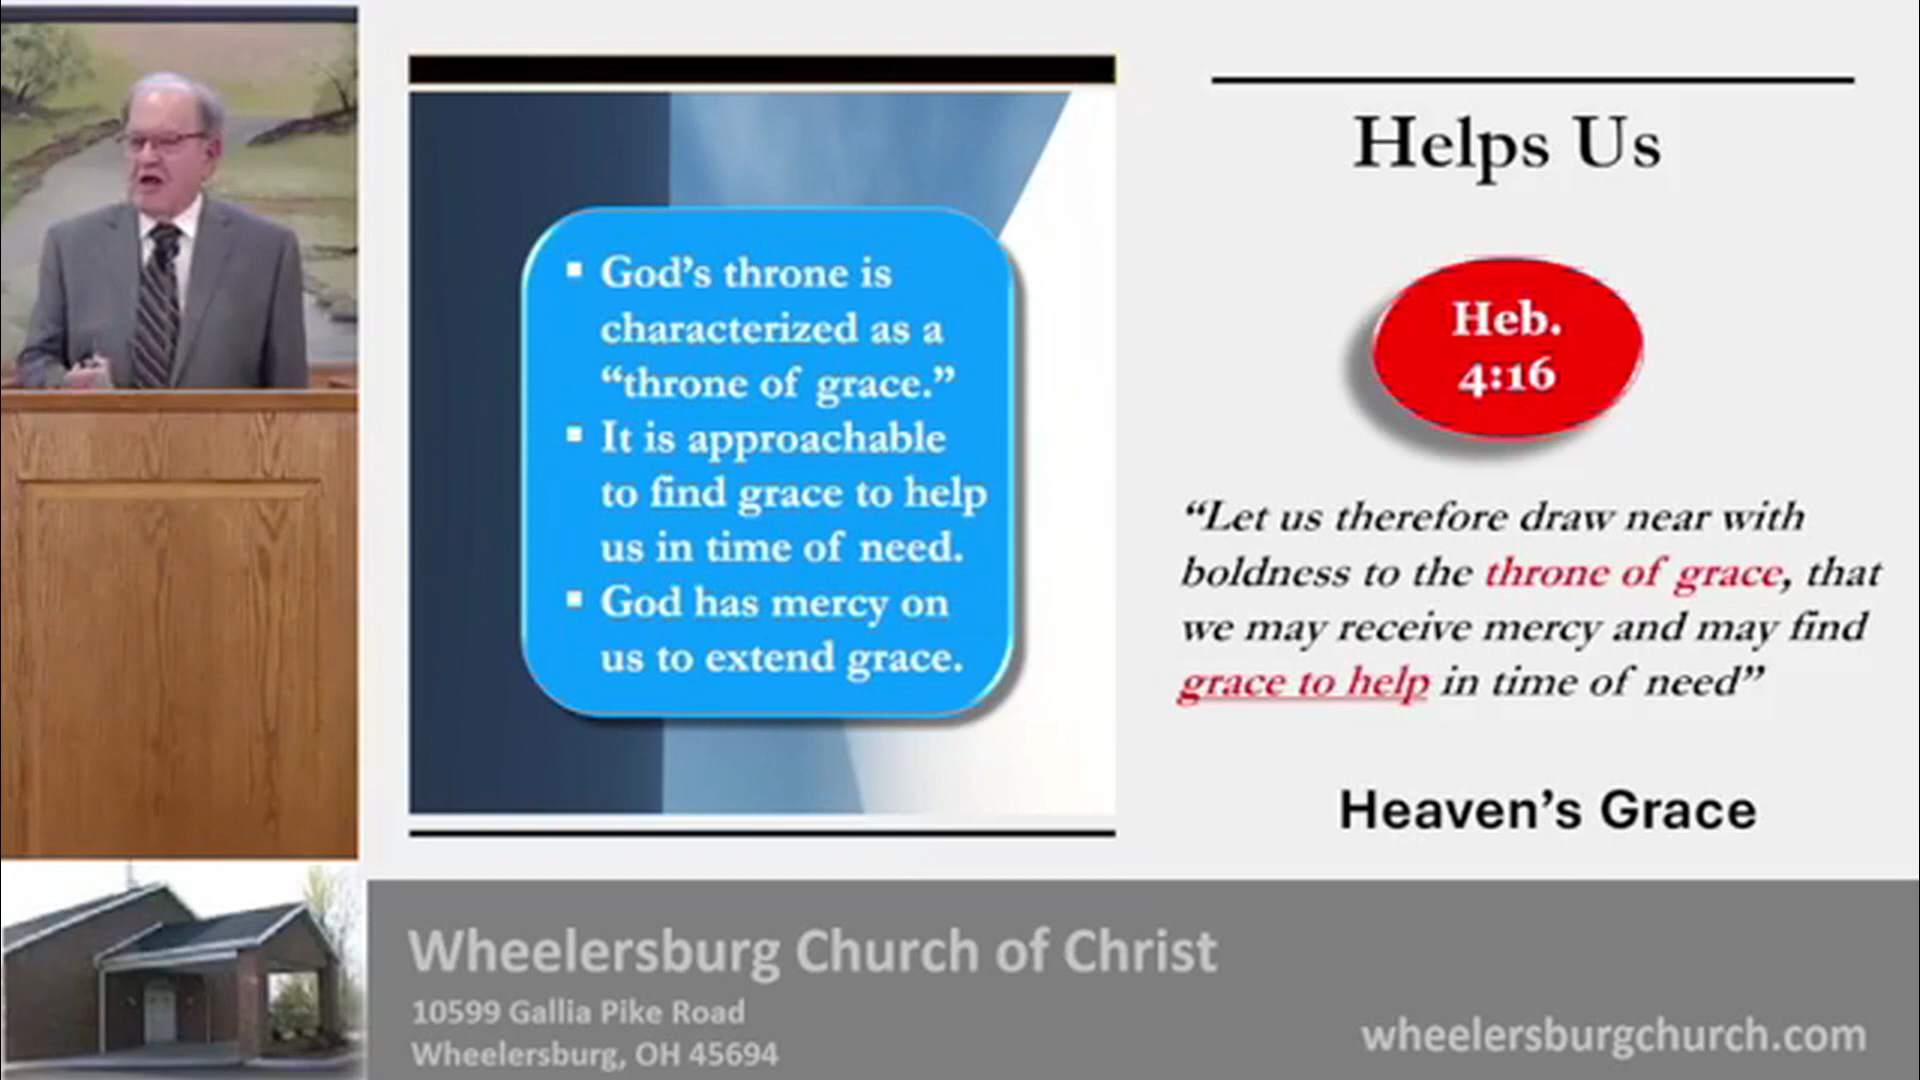 God’s throne is
characterized as a
“throne of grace.”
It is approachable
to find grace to help
us in time of need.
God has mercy on
us to extend grace.
Helps Us
Heb.
4:16
“Let us therefore draw near with
boldness to the throne of grace, that
we may receive mercy and may find
grace to help in time of need”
Heaven’s Grace
Wheelersburg Church of Christ
10599 Gallia Pike Road
Wheelersburg, OH 45694
wheelersburgchurch.com